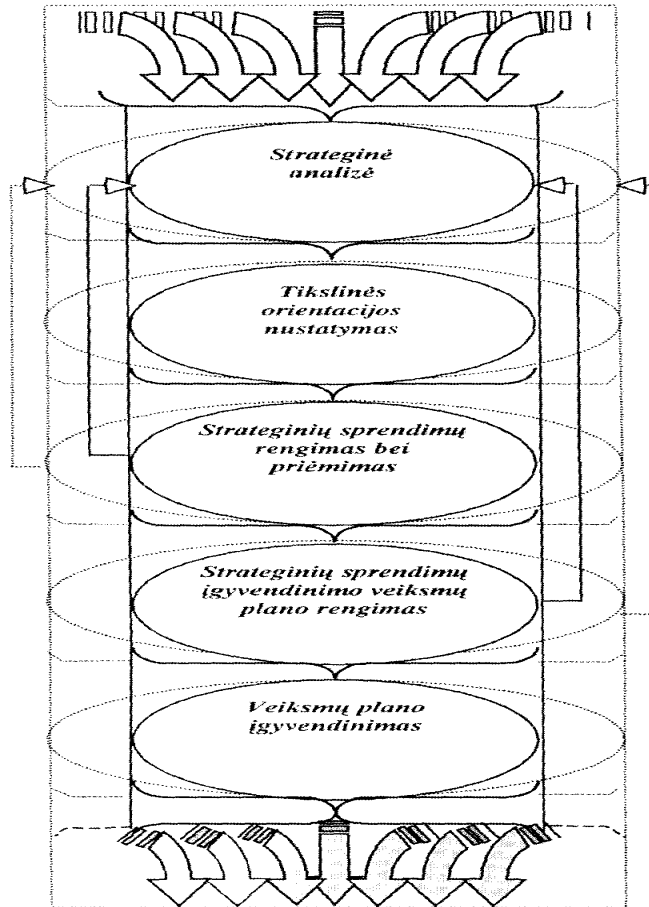 Strateginė
analizė
Tikslinės
orientacijos
nustatymas
Strateginių sprendimų
rengimas bei
priėmimas
Strateginių sprendimų
įgyvendinimo veiksmų
plano rengimas
Veiksmų plano
įgyvendinimas